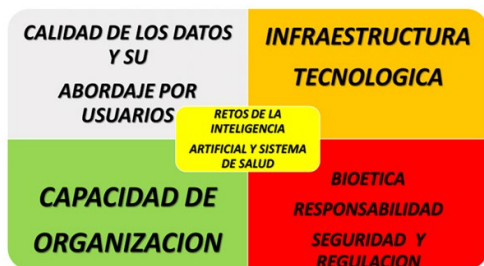 CALIDAD DE LOS DATOS
Y SU
ABORDAJE POR
USUARIOS
INFRAESTRUCTURA
TECNOLOGICA
RETOS DE LA
INTELIGENCIA
ARTIFICIAL Y SISTEMA
DE SALUD
CAPACIDAD DE
ORGANIZACION
BIOETICA
RESPONSABILIDAD
SEGURIDAD Y
REGULACION